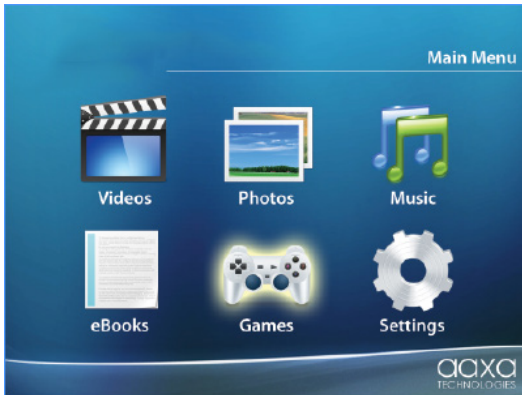 Main Menu
Videos
Photos
Music
eBooks
Games
Settings
aaxa
TECHNOLOGIES